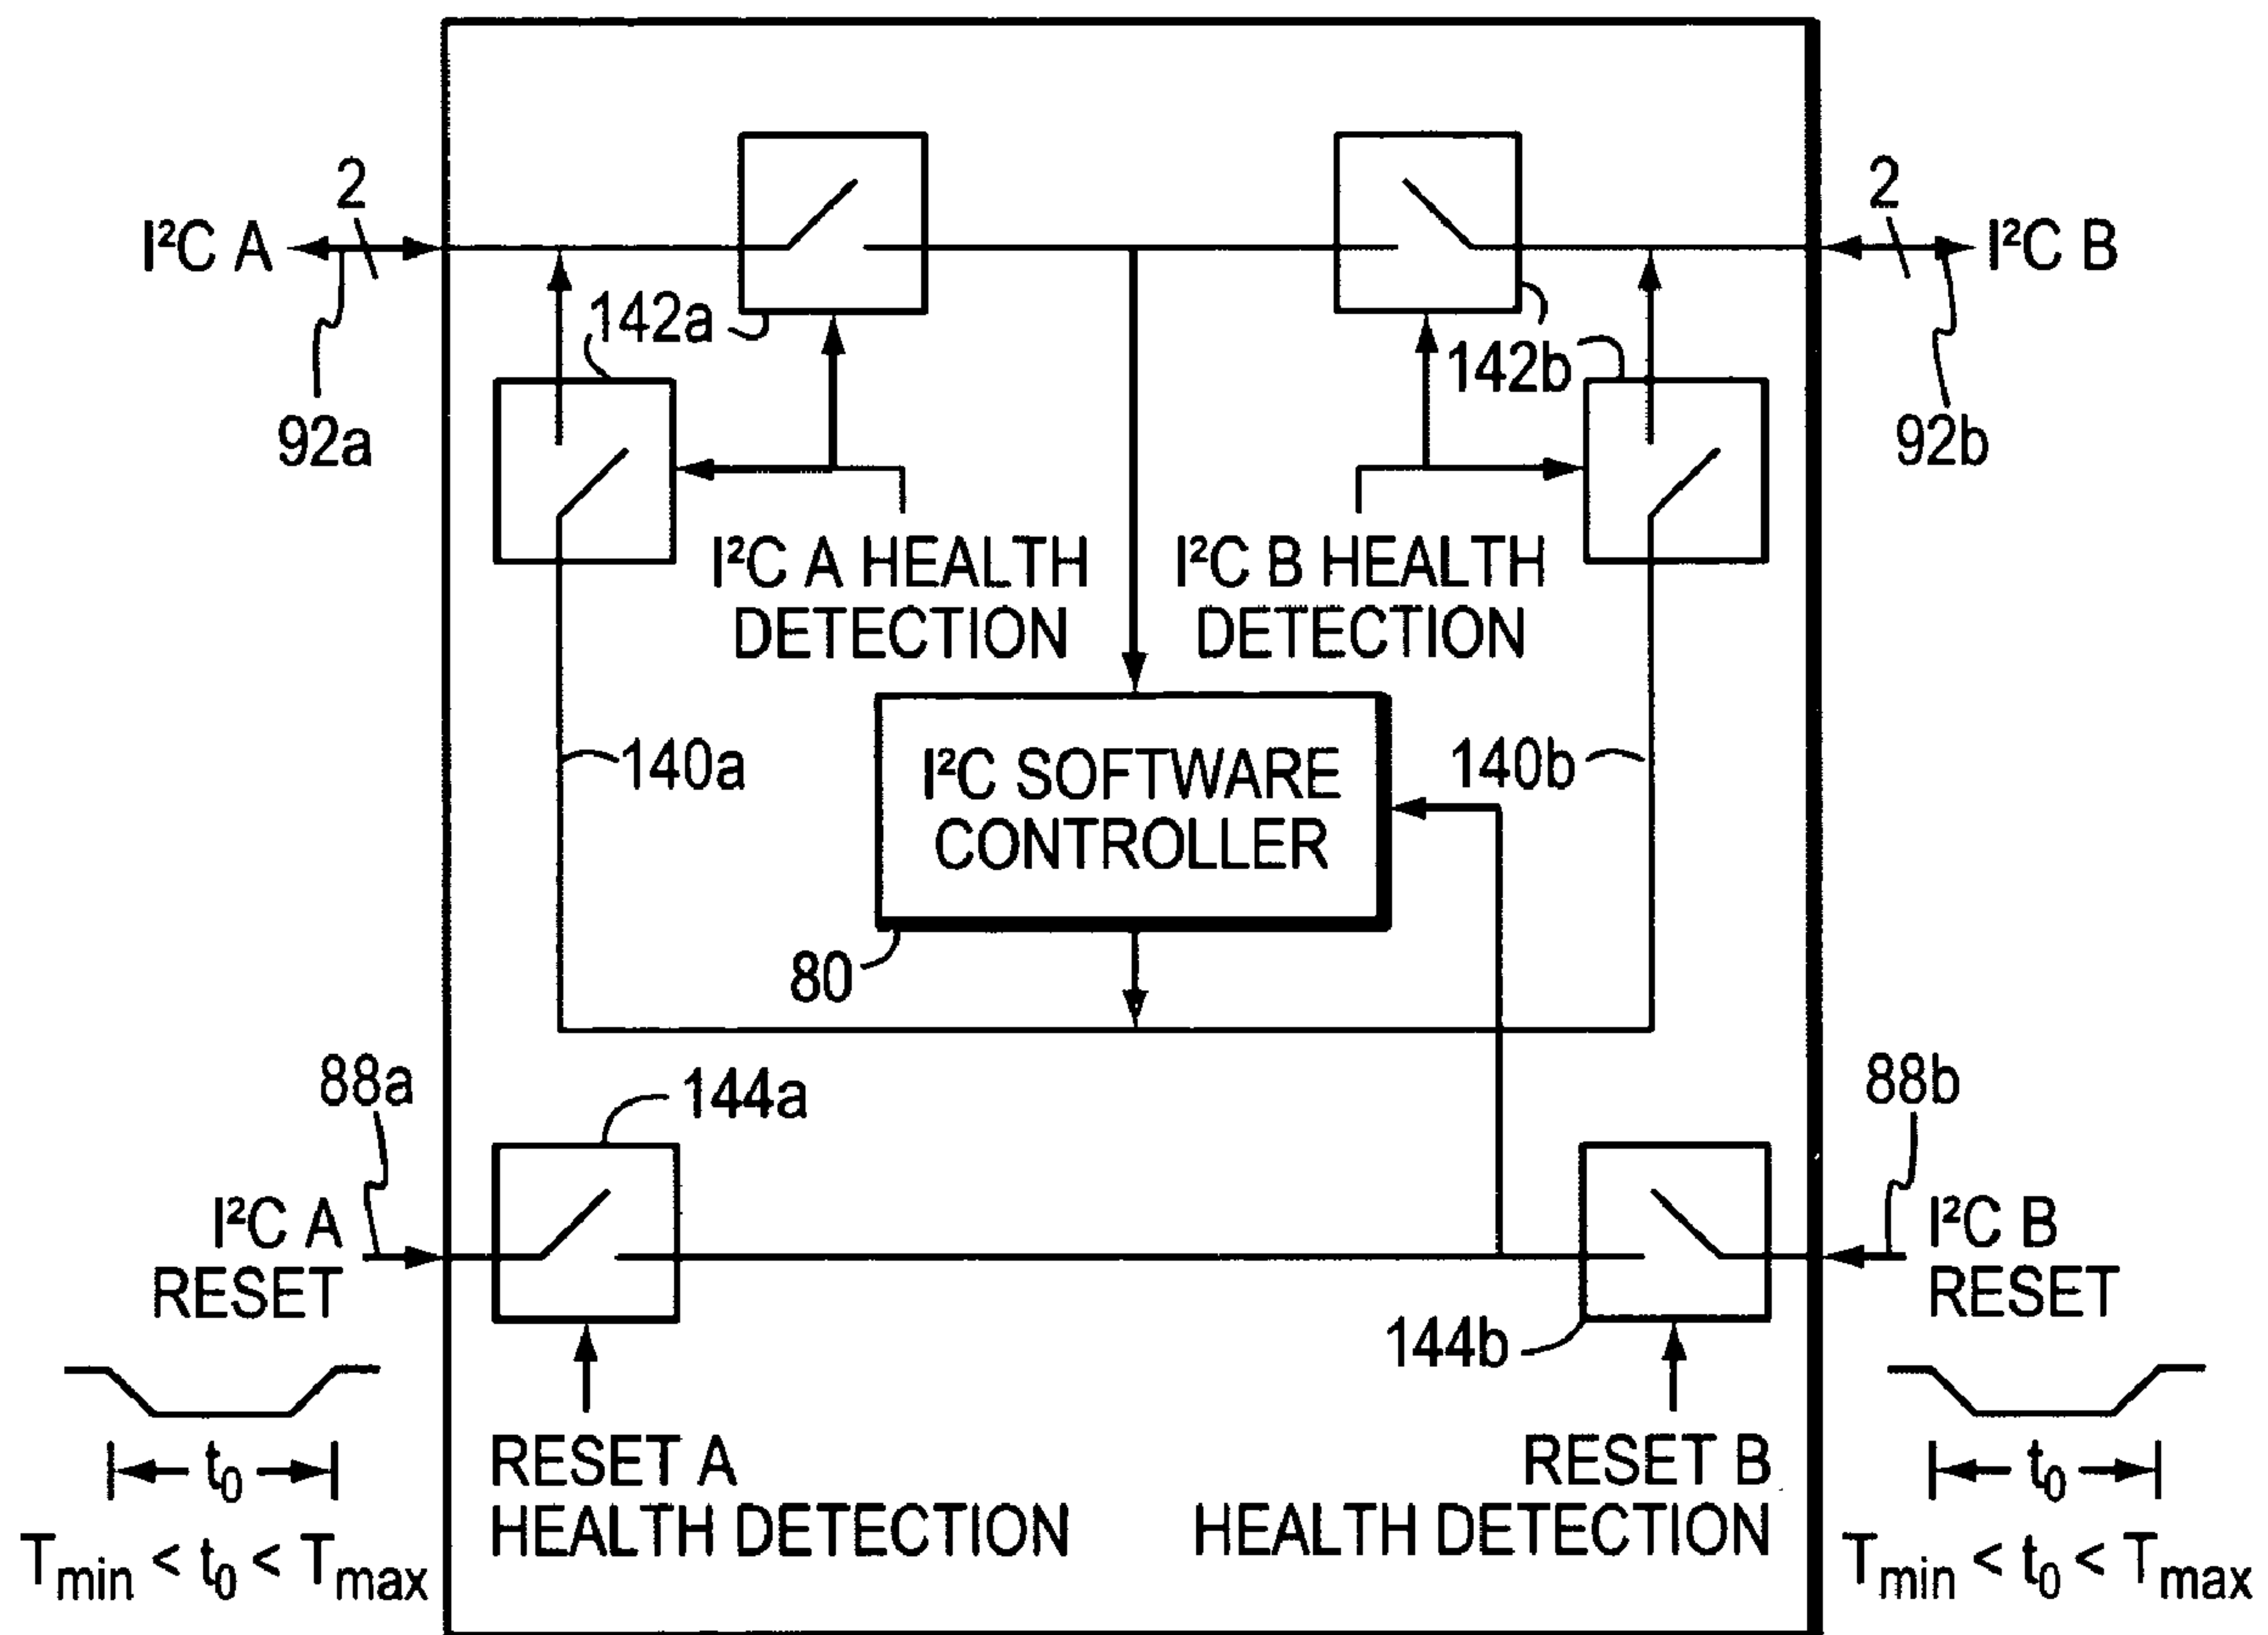 2
2
I²C A
I²C B
142a
142b
92a
92b
I²C A HEALTH
DETECTION
I²C B HEALTH
DETECTION
140a
I²C SOFTWARE
CONTROLLER
140b
80
88a
144a
88b
I²C A
RESET
I²C B
RESET
144b
t₀
RESET A
HEALTH DETECTION
RESET B
HEALTH DETECTION
t₀
Tmin < t₀ < Tmax
Tmin < t₀ < Tmax